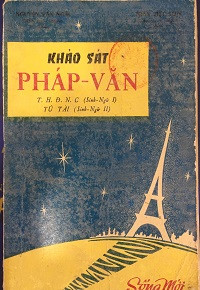 KHẢO SÁT
PHÁP-VĂN
T. H. Đ. N. C (Sinh-Ngữ I)
TÚ TÀI (Sinh-Ngữ II)
Sống Mới